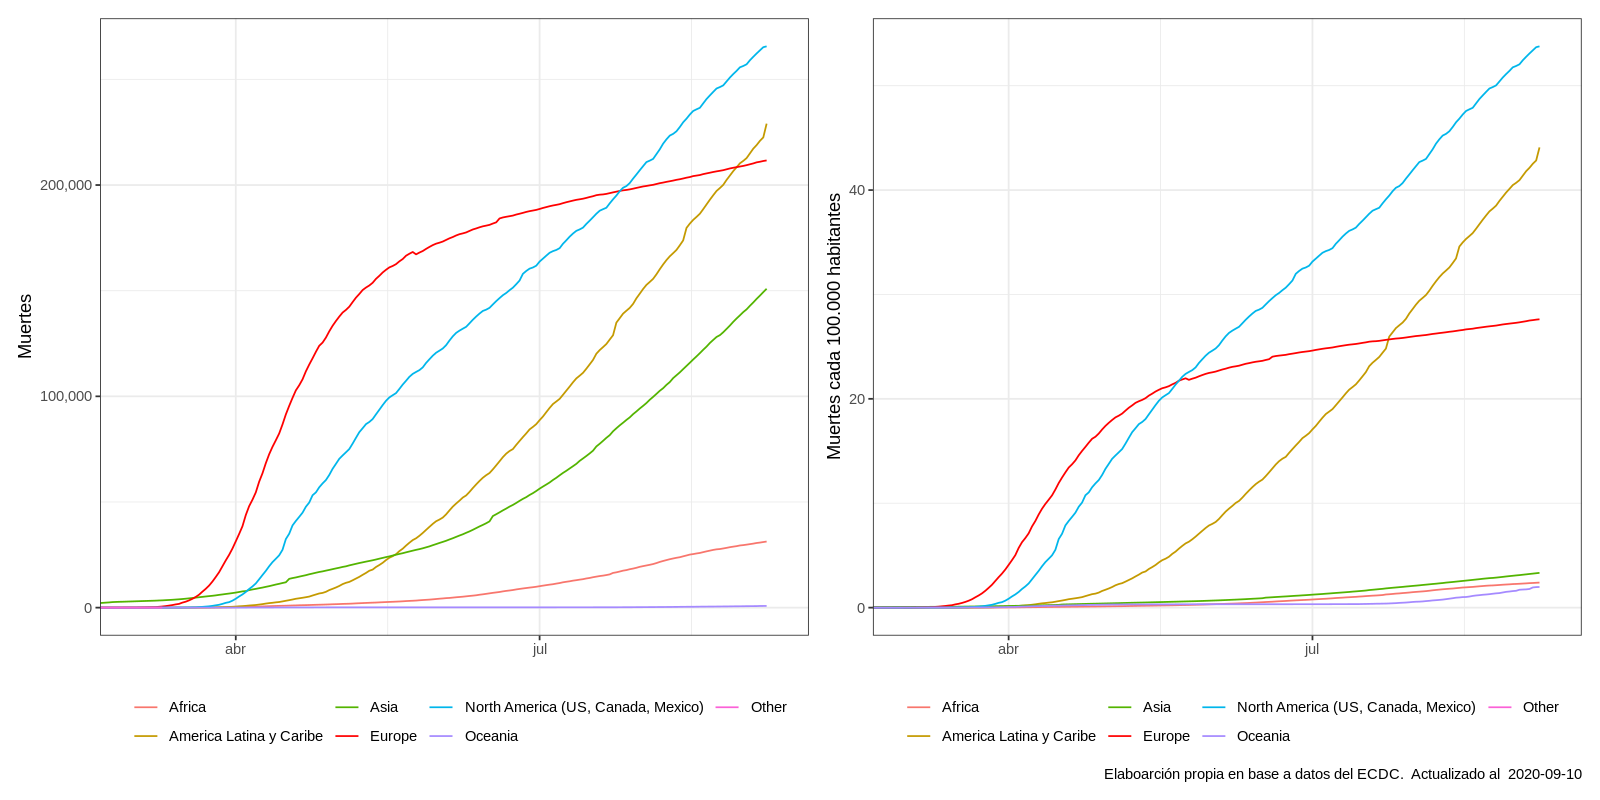 Muertes
200,000
100,000
0
abr
jul
Africa
Asia
North America (US, Canada, Mexico)
Other
America Latina y Caribe
Europe
Oceania
Muertes cada 100.000 habitantes
40
20
0
abr
jul
Africa
Asia
North America (US, Canada, Mexico)
Other
America Latina y Caribe
Europe
Oceania
Elaboarción propia en base a datos del ECDC.  Actualizado al  2020-09-10